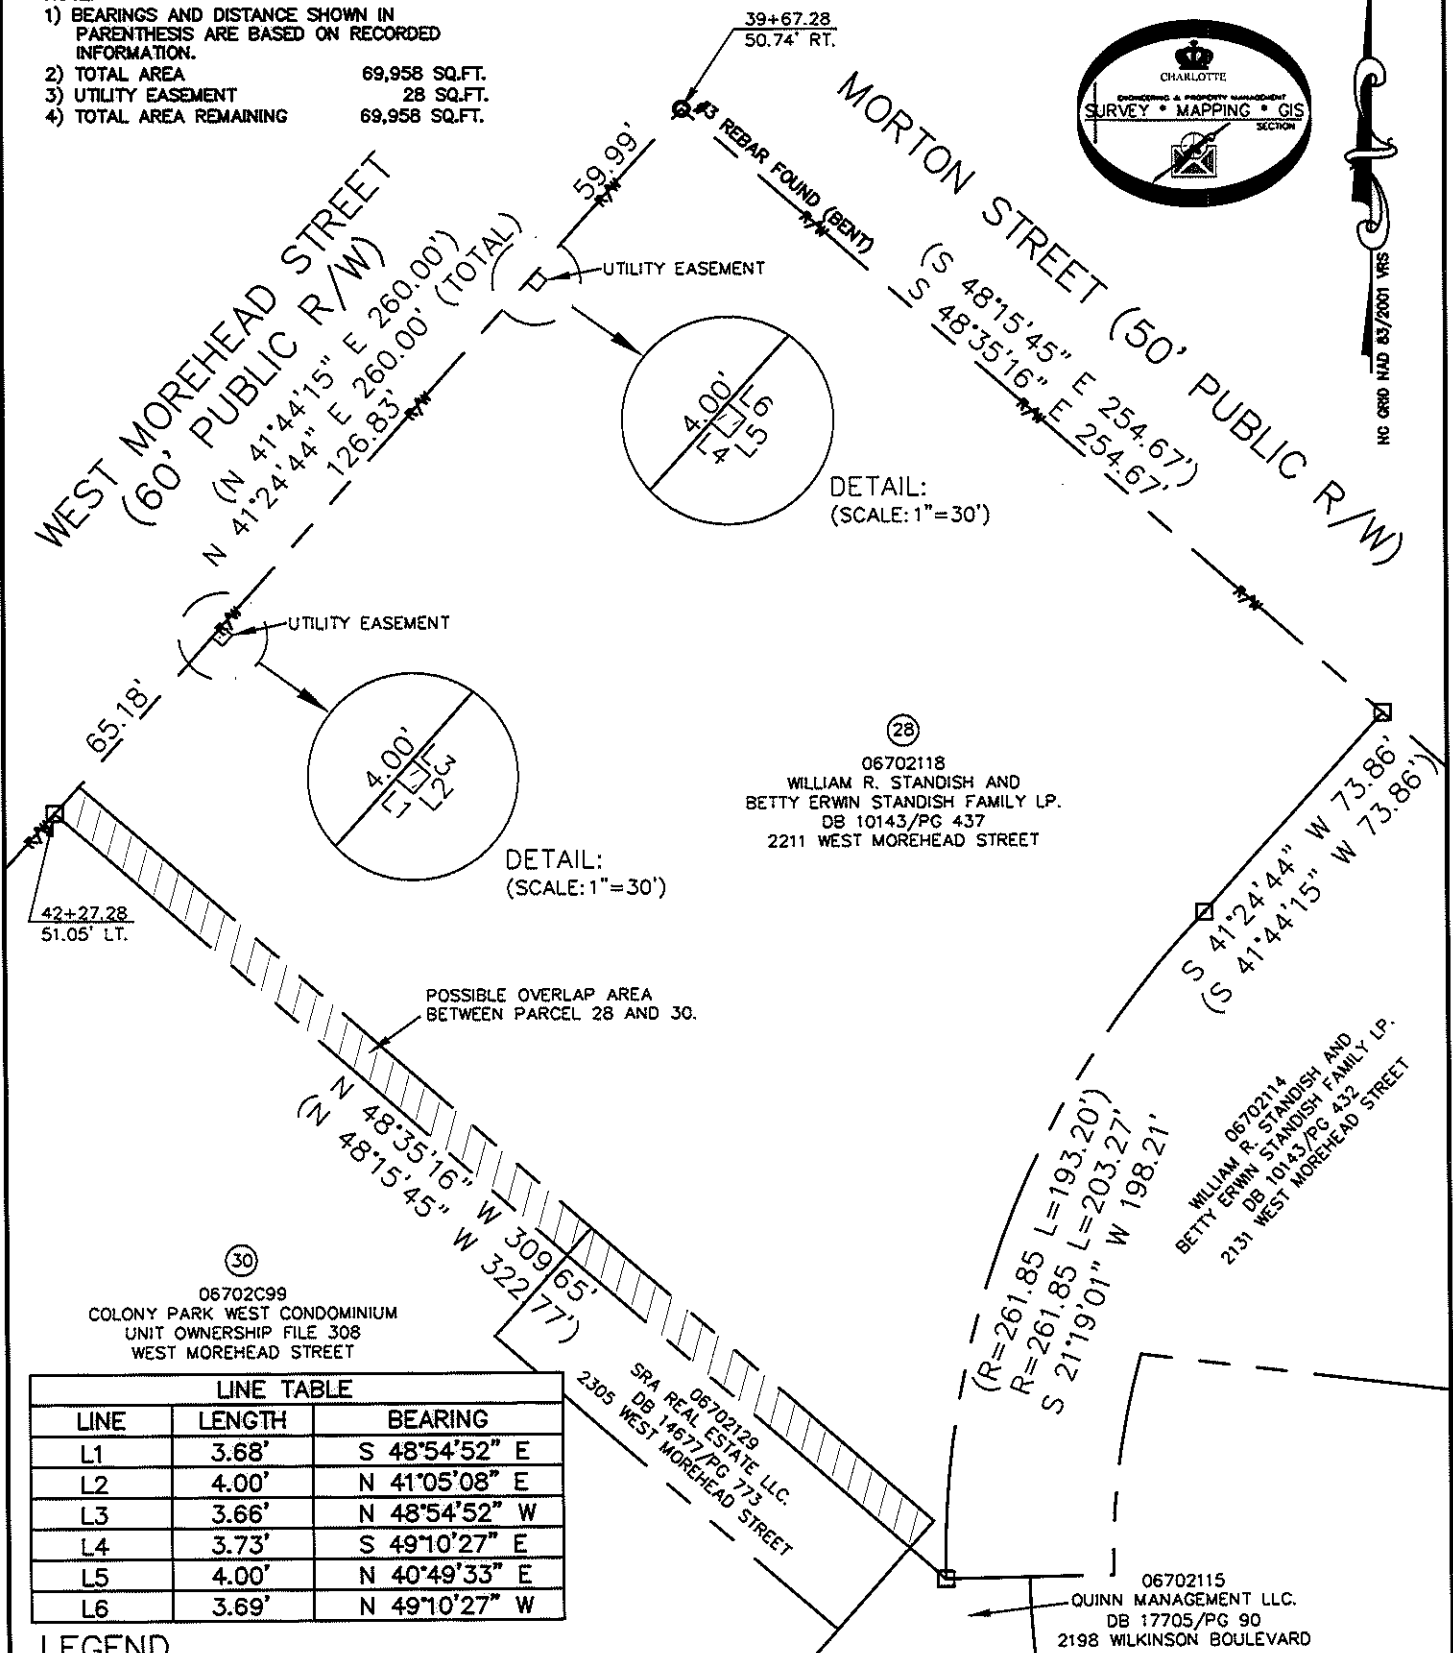 1) BEARINGS AND DISTANCE SHOWN IN
PARENTHESIS ARE BASED ON RECORDED
INFORMATION.
2) TOTAL AREA 69,958 SQ.FT.
3) UTILITY EASEMENT 28 SQ.FT.
4) TOTAL AREA REMAINING 69,958 SQ.FT.
39+67.28
50.74' RT.
CHARLOTTE
ENGINEERING & PROPERTY MANAGEMENT
SURVEY * MAPPING * GIS
SECTION
NC GRID NAD 83/2001 VRS
#3 REBAR FOUND (BENT)
R/W
MORTON STREET (50' PUBLIC R/W)
(S 48°15'45" E 254.67')
S 48°35'16" E 254.67'
R/W
R/W
WEST MOREHEAD STREET
(60' PUBLIC R/W)
(N 41°44'15" E 260.00')
N 41°24'44" E 260.00' (TOTAL)
59.99'
R/W
126.83'
R/W
UTILITY EASEMENT
4.00'
L6
L4
L5
DETAIL:
(SCALE: 1"=30')
R/W
UTILITY EASEMENT
65.18'
4.00'
L3
L1
L2
DETAIL:
(SCALE: 1"=30')
28
06702118
WILLIAM R. STANDISH AND
BETTY ERWIN STANDISH FAMILY LP.
DB 10143/PG 437
2211 WEST MOREHEAD STREET
R/W
42+27.28
51.05' LT.
S 41°24'44" W 73.86'
(S 41°44'15" W 73.86')
POSSIBLE OVERLAP AREA
BETWEEN PARCEL 28 AND 30.
N 48°35'16" W 309.65'
(N 48°15'45" W 322.77')
(R=261.85 L=193.20')
R=261.85 L=203.27'
S 21°19'01" W 198.21'
06702114
WILLIAM R. STANDISH AND
BETTY ERWIN STANDISH FAMILY LP.
DB 10143/PG 432
2131 WEST MOREHEAD STREET
30
06702C99
COLONY PARK WEST CONDOMINIUM
UNIT OWNERSHIP FILE 308
WEST MOREHEAD STREET
06702129
SRA REAL ESTATE LLC.
DB 14677/PG 773
2305 WEST MOREHEAD STREET
LINE TABLE
LINE LENGTH BEARING
L1 3.68' S 48°54'52" E
L2 4.00' N 41°05'08" E
L3 3.66' N 48°54'52" W
L4 3.73' S 49°10'27" E
L5 4.00' N 40°49'33" E
L6 3.69' N 49°10'27" W
06702115
QUINN MANAGEMENT LLC.
DB 17705/PG 90
2198 WILKINSON BOULEVARD
LEGEND